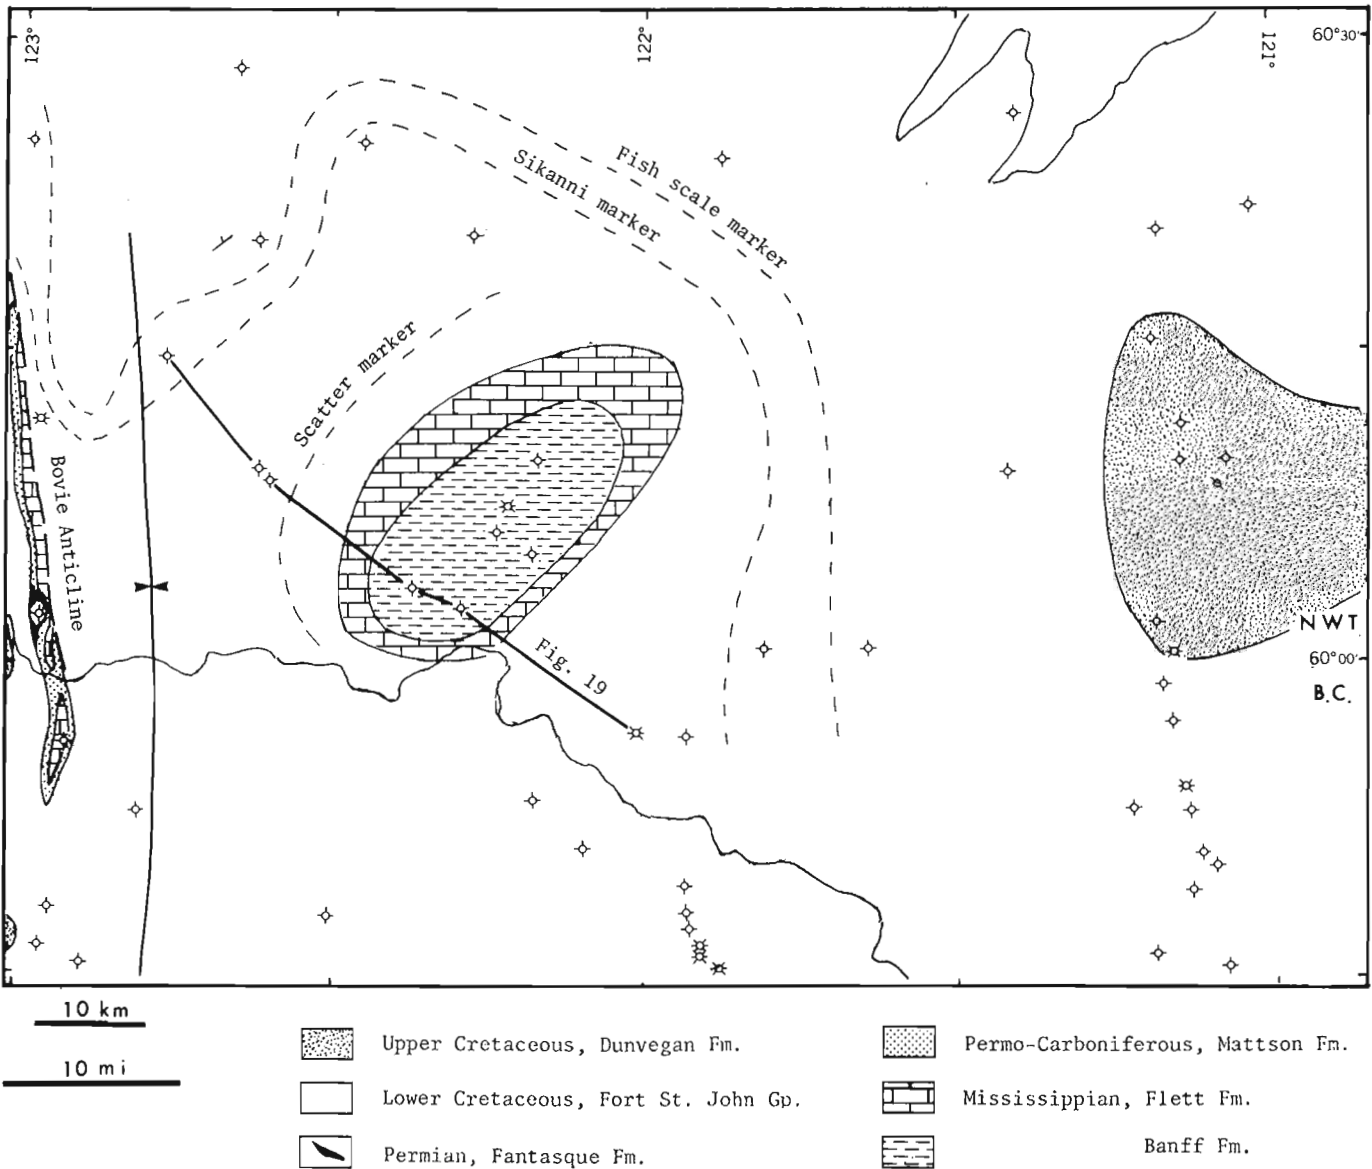 123°
122°
121°
60°30'
Fish scale marker
Sikanni marker
Scatter marker
Bovie Anticline
Fig. 19
NWT
60°00'
B.C.
10 km
10 mi
Upper Cretaceous, Dunvegan Fm.
Lower Cretaceous, Fort St. John Gp.
Permian, Fantasque Fm.
Permo-Carboniferous, Mattson Fm.
Mississippian, Flett Fm.
Banff Fm.